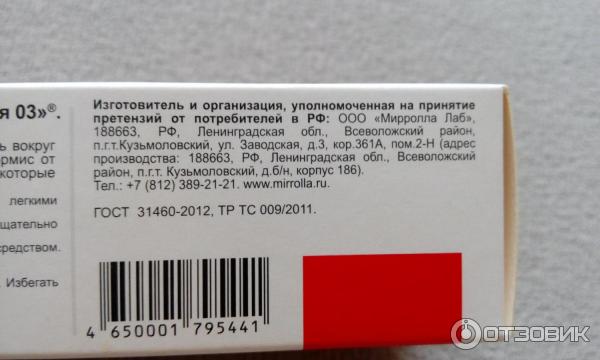 я 03»®.
ь вокруг
рмис от
которые
легкими
щательно
средством.
Избегать
Изготовитель и организация, уполномоченная на принятие
претензий от потребителей в РФ: ООО «Мирролла Лаб»,
188663, РФ, Ленинградская обл., Всеволожский район,
п.г.т.Кузьмоловский, ул. Заводская, д.3, кор.361А, пом.2-Н (адрес
производства: 188663, РФ, Ленинградская обл., Всеволожский
район, п.г.т. Кузьмоловский, д.б/н, корпус 186).
Тел.: +7 (812) 389-21-21. www.mirrolla.ru.
ГОСТ 31460-2012, ТР ТС 009/2011.
4 650001 795441
ОТЗОВИК